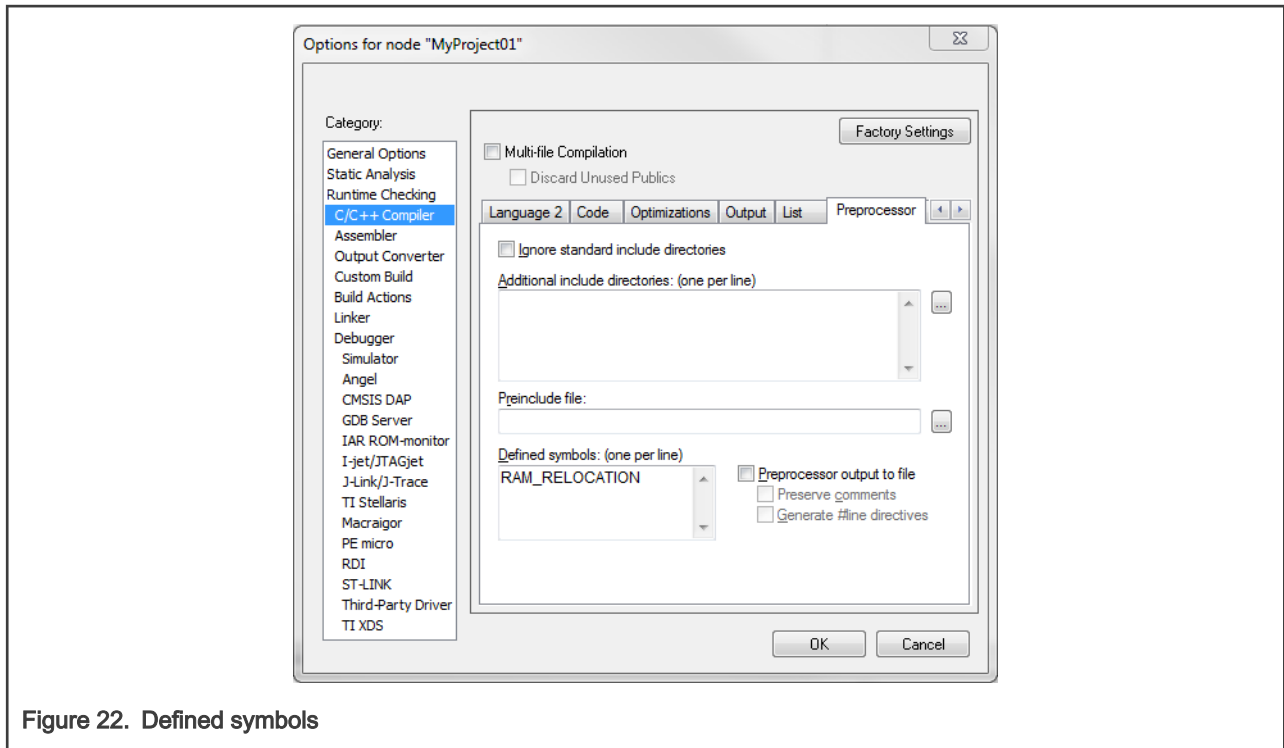 Options for node "MyProject01"
Category:
General Options
Static Analysis
Runtime Checking
C/C++ Compiler
Assembler
Output Converter
Custom Build
Build Actions
Linker
Debugger
Simulator
Angel
CMSIS DAP
GDB Server
IAR ROM-monitor
I-jet/JTAGjet
J-Link/J-Trace
TI Stellaris
Macraigor
PE micro
RDI
ST-LINK
Third-Party Driver
TI XDS
Factory Settings
Multi-file Compilation
Discard Unused Publics
Language 2 Code Optimizations Output List Preprocessor
Ignore standard include directories
Additional include directories: (one per line)
...
Preinclude file:
...
Defined symbols: (one per line)
RAM_RELOCATION
Preprocessor output to file
Preserve comments
Generate #line directives
OK Cancel
Figure 22. Defined symbols